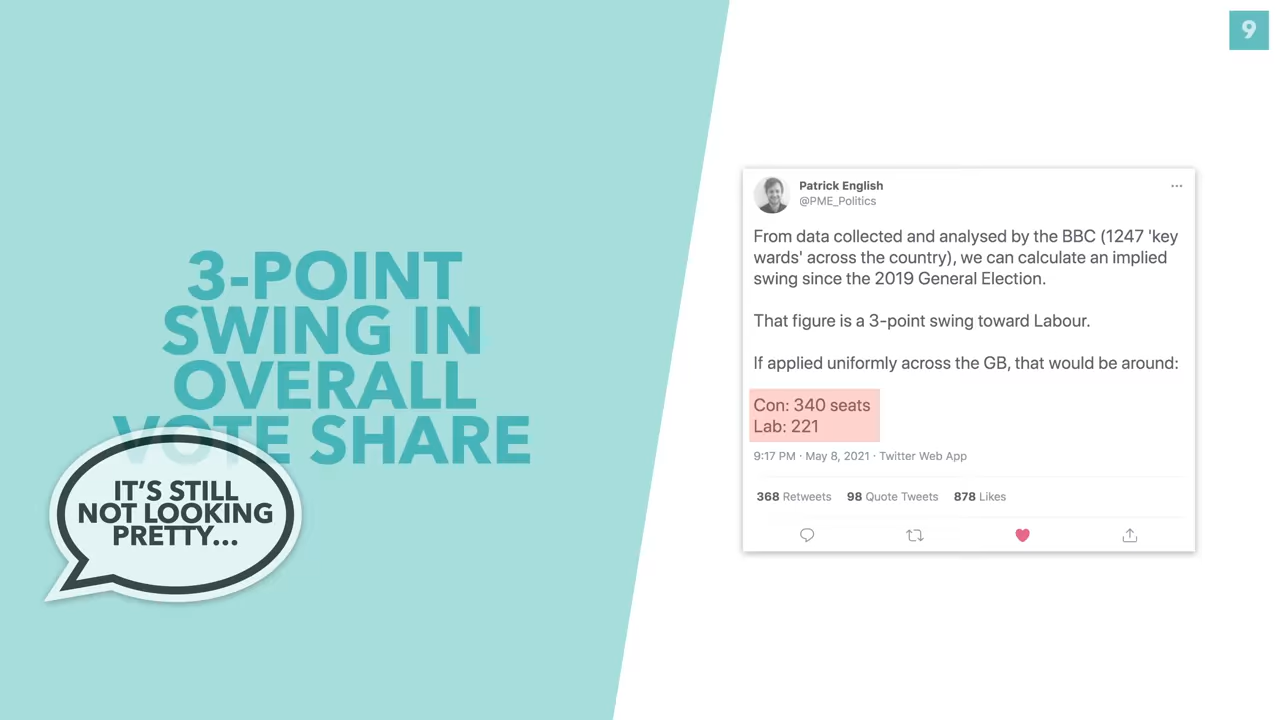 9
3-POINT
SWING IN
OVERALL
VOTE SHARE
IT’S STILL
NOT LOOKING
PRETTY...
Patrick English
@PME_Politics
From data collected and analysed by the BBC (1247 'key
wards' across the country), we can calculate an implied
swing since the 2019 General Election.
That figure is a 3-point swing toward Labour.
If applied uniformly across the GB, that would be around:
Con: 340 seats
Lab: 221
9:17 PM · May 8, 2021 · Twitter Web App
368 Retweets 98 Quote Tweets 878 Likes